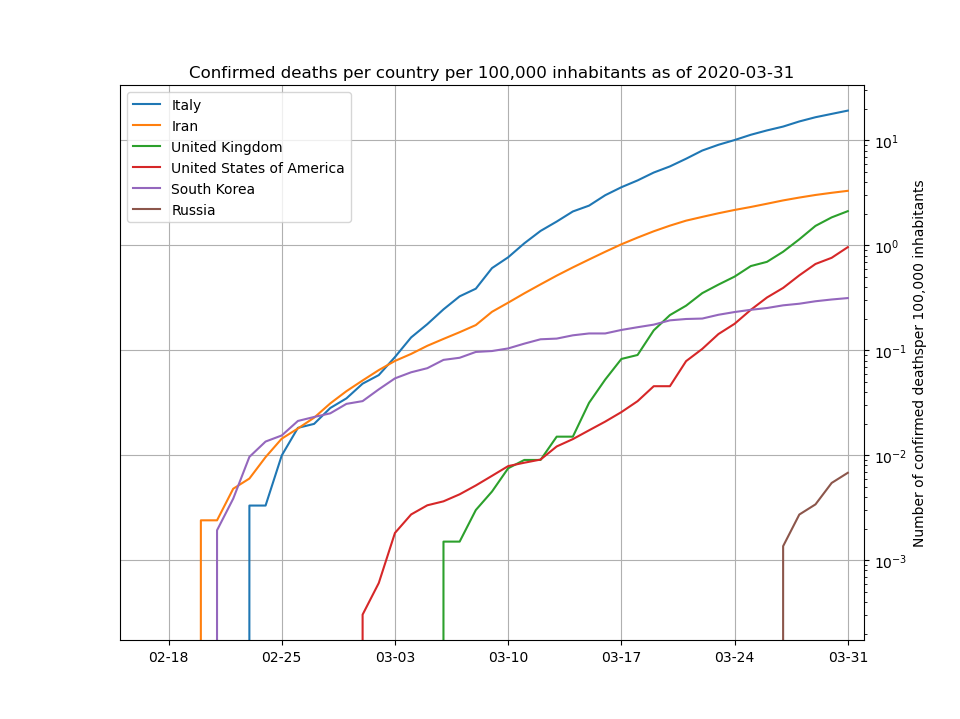 Confirmed deaths per country per 100,000 inhabitants as of 2020-03-31
Italy
Iran
United Kingdom
United States of America
South Korea
Russia
10¹
10⁰
10⁻¹
10⁻²
10⁻³
Number of confirmed deathsper 100,000 inhabitants
02-18 02-25 03-03 03-10 03-17 03-24 03-31